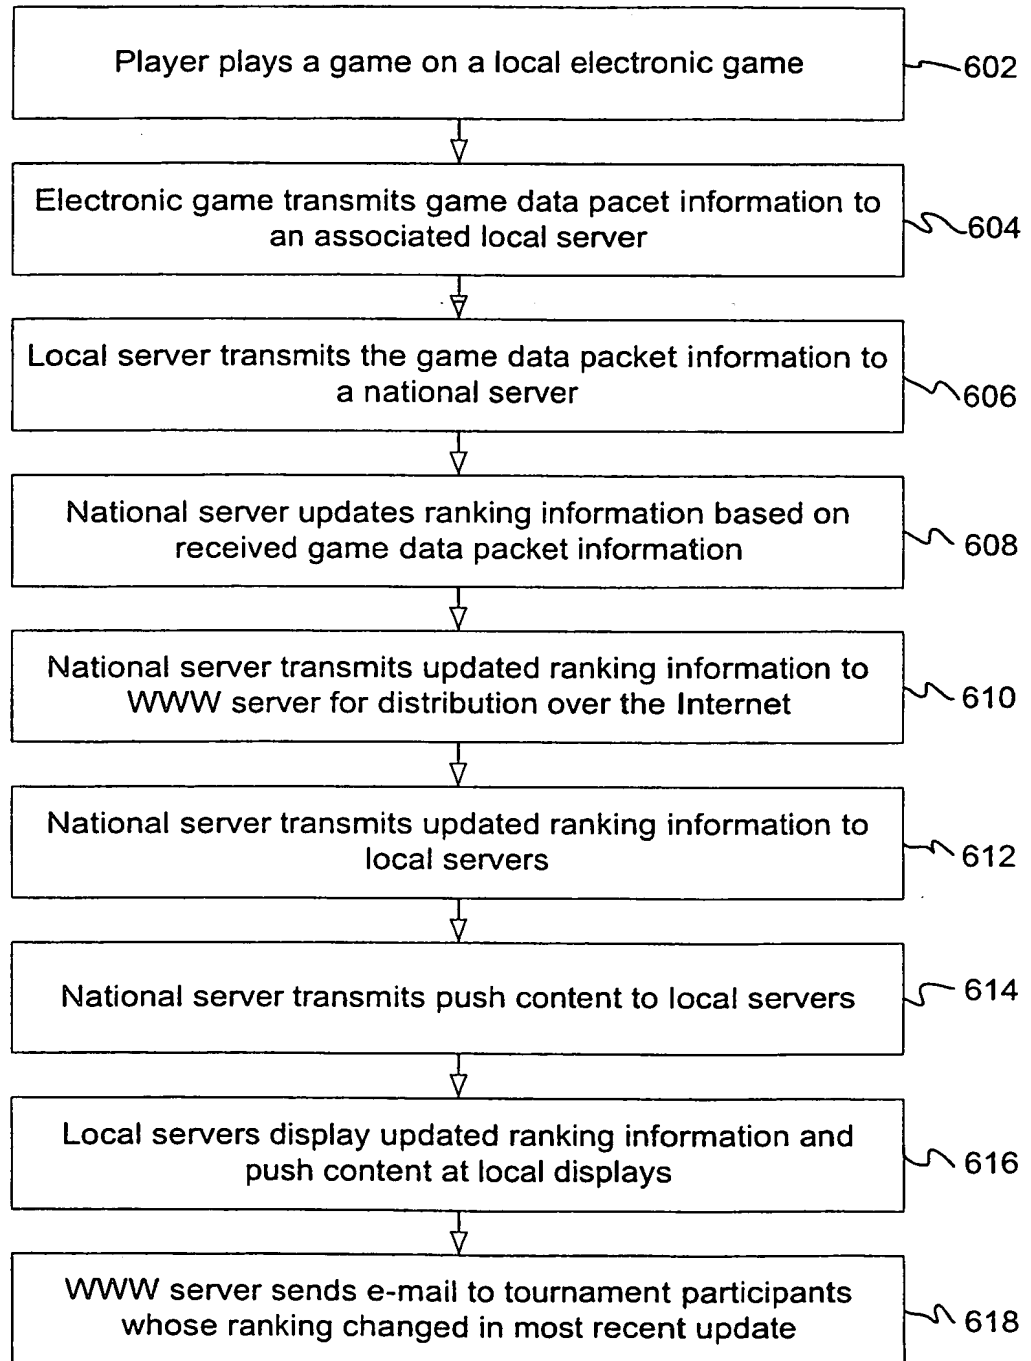 Player plays a game on a local electronic game
602
Electronic game transmits game data pacet information to
an associated local server
604
Local server transmits the game data packet information to
a national server
606
National server updates ranking information based on
received game data packet information
608
National server transmits updated ranking information to
WWW server for distribution over the Internet
610
National server transmits updated ranking information to
local servers
612
National server transmits push content to local servers
614
Local servers display updated ranking information and
push content at local displays
616
WWW server sends e-mail to tournament participants
whose ranking changed in most recent update
618